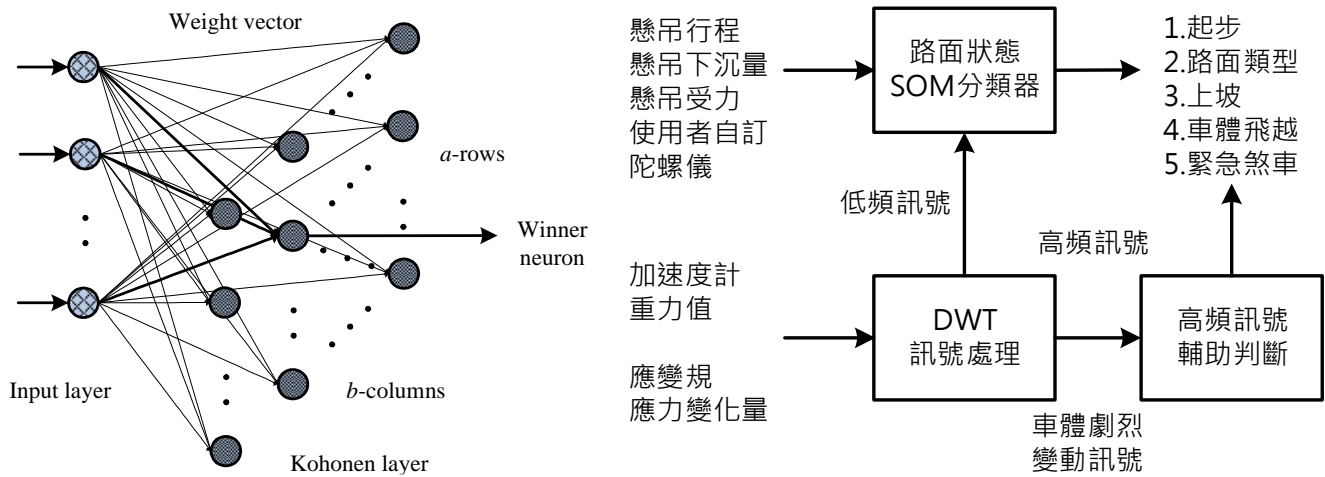 Weight vector
a-rows
Winner
neuron
Input layer
b-columns
Kohonen layer
懸吊行程
懸吊下沉量
懸吊受力
使用者自訂
陀螺儀
路面狀態
SOM分類器
1.起步
2.路面類型
3.上坡
4.車體飛越
5.緊急煞車
低頻訊號
高頻訊號
加速度計
重力值
應變規
應力變化量
DWT
訊號處理
高頻訊號
輔助判斷
車體劇烈
變動訊號